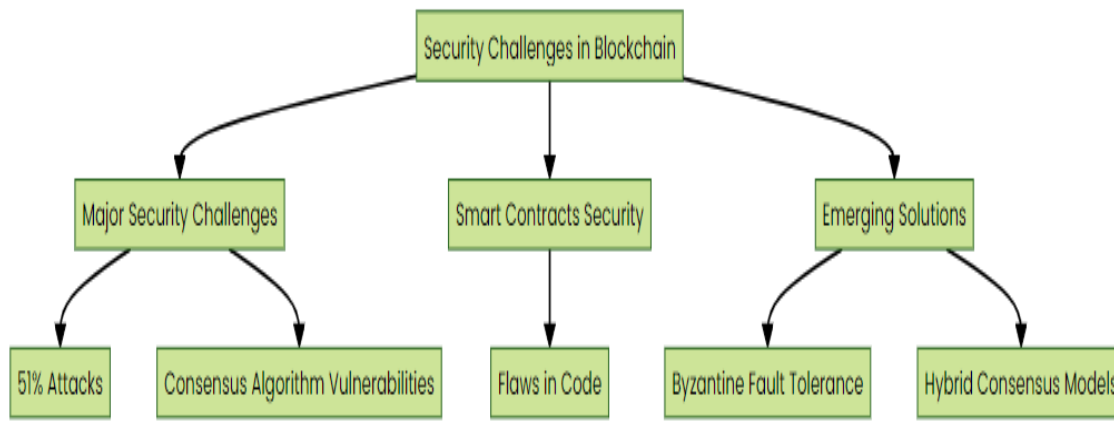 Security Challenges in Blockchain
Major Security Challenges
Smart Contracts Security
Emerging Solutions
51% Attacks
Consensus Algorithm Vulnerabilities
Flaws in Code
Byzantine Fault Tolerance
Hybrid Consensus Models